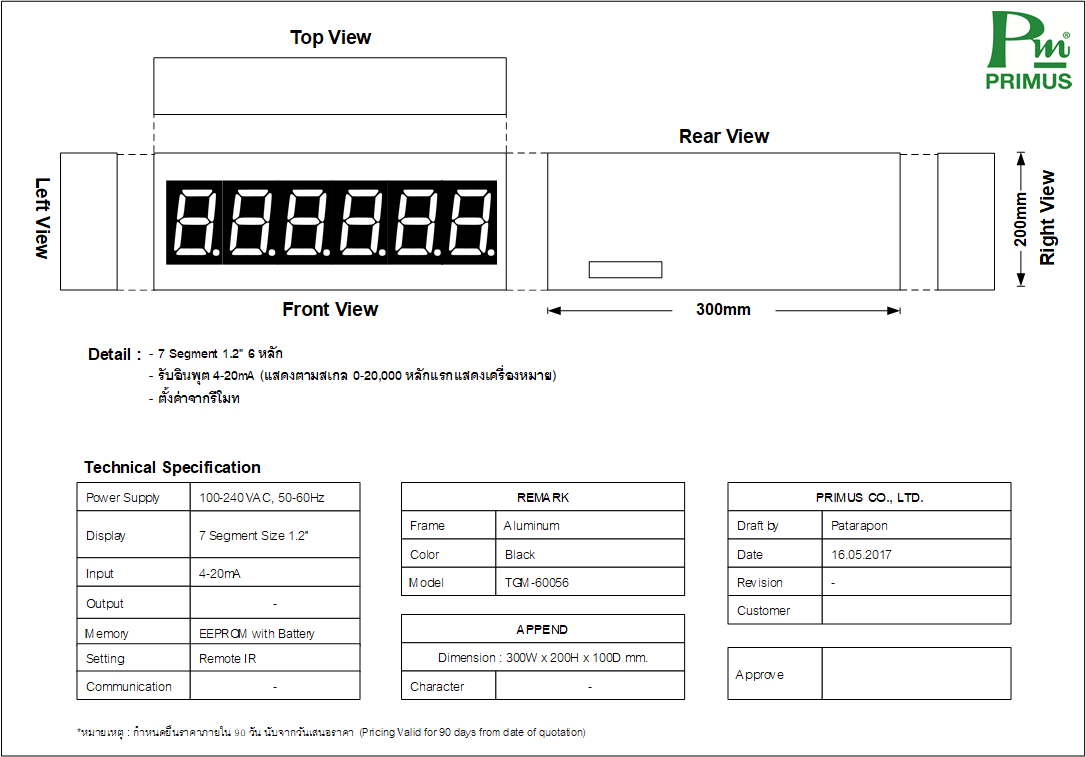 Top View
Pm®
PRIMUS
Rear View
Left View
8.8.8.8.8.8.
200mm
Right View
Front View
300mm
Detail : - 7 Segment 1.2" 6 หลัก
- รับอินพุต 4-20mA (แสดงตามสเกล 0-20,000 หลักแรกแสดงเครื่องหมาย)
- ตั้งค่าจากรีโมท
Technical Specification
Power Supply 100-240VAC, 50-60Hz
Display 7 Segment Size 1.2"
Input 4-20mA
Output -
Memory EEPROM with Battery
Setting Remote IR
Communication -
REMARK
Frame Aluminum
Color Black
Model TGM-60056
APPEND
Dimension : 300W x 200H x 100D mm.
Character -
PRIMUS CO., LTD.
Draft by Patarapon
Date 16.05.2017
Revision -
Customer
Approve
*หมายเหตุ : กำหนดยืนราคาภายใน 90 วัน นับจากวันเสนอราคา (Pricing Valid for 90 days from date of quotation)